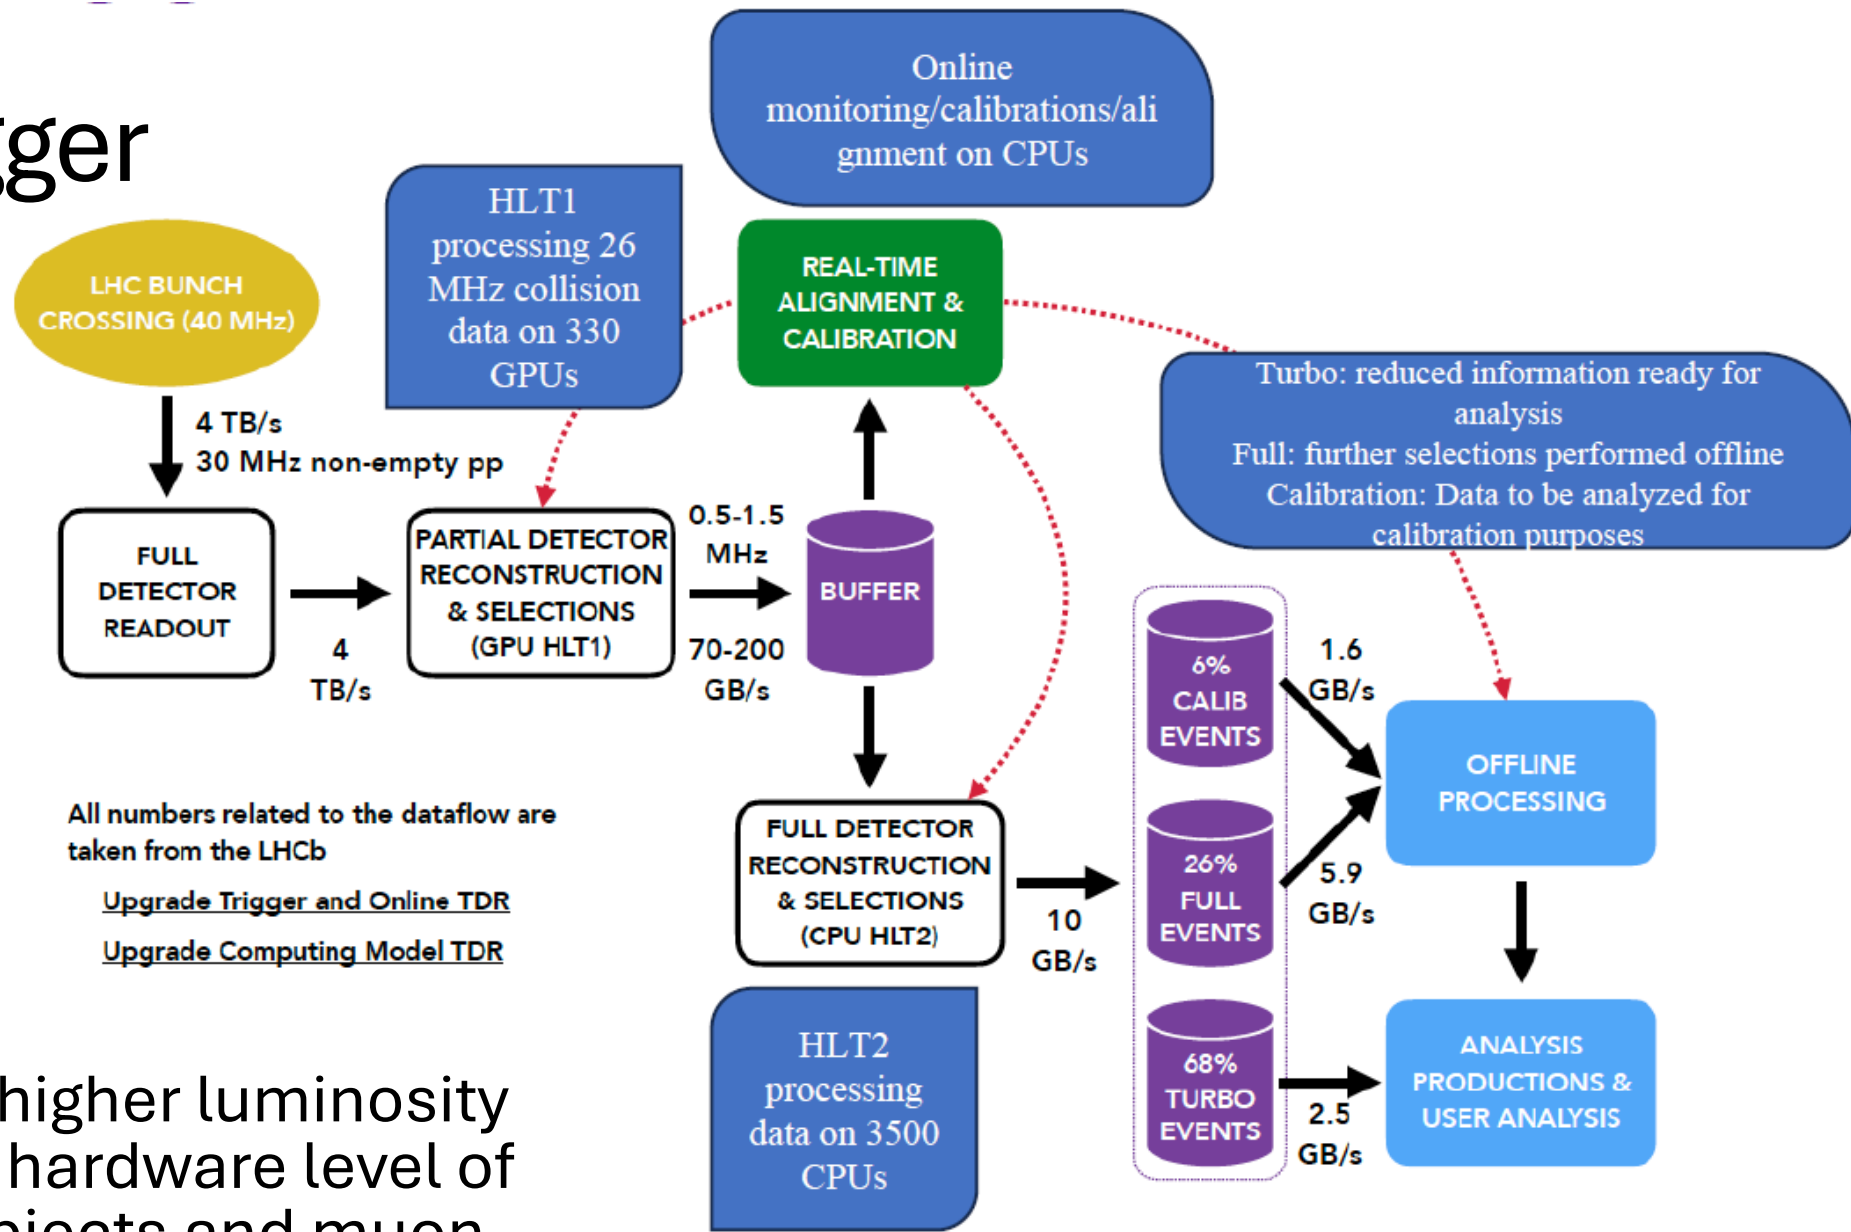 gger
Online
monitoring/calibrations/ali
gnment on CPUs
HLT1
processing 26
MHz collision
data on 330
GPUs
LHC BUNCH
CROSSING (40 MHz)
REAL-TIME
ALIGNMENT &
CALIBRATION
Turbo: reduced information ready for
analysis
Full: further selections performed offline
Calibration: Data to be analyzed for
calibration purposes
4 TB/s
30 MHz non-empty pp
FULL
DETECTOR
READOUT
4
TB/s
PARTIAL DETECTOR
RECONSTRUCTION
& SELECTIONS
(GPU HLT1)
0.5-1.5
MHz
70-200
GB/s
BUFFER
6%
CALIB
EVENTS
1.6
GB/s
OFFLINE
PROCESSING
All numbers related to the dataflow are
taken from the LHCb
Upgrade Trigger and Online TDR
Upgrade Computing Model TDR
FULL DETECTOR
RECONSTRUCTION
& SELECTIONS
(CPU HLT2)
10
GB/s
26%
FULL
EVENTS
5.9
GB/s
HLT2
processing
data on 3500
CPUs
68%
TURBO
EVENTS
2.5
GB/s
ANALYSIS
PRODUCTIONS &
USER ANALYSIS
higher luminosity
hardware level of
bjects and muon